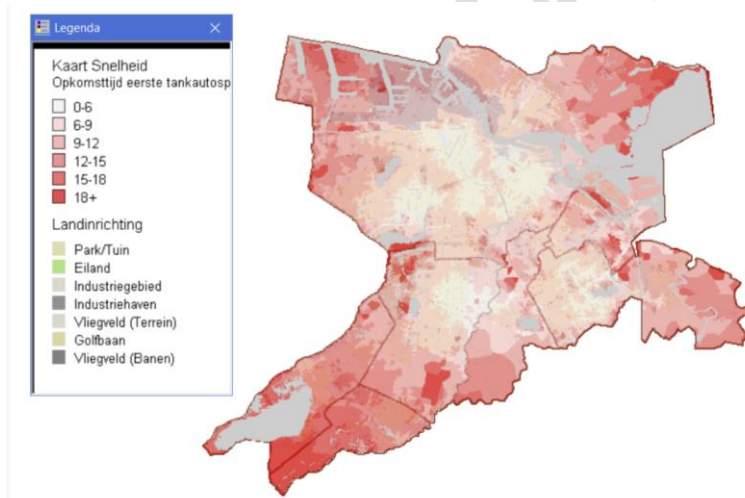 Legenda
Kaart Snelheid
Opkomsttijd eerste tankautosp
0-6
6-9
9-12
12-15
15-18
18+
Landinrichting
Park/Tuin
Eiland
Industriegebied
Industriehaven
Vliegveld (Terrein)
Golfbaan
Vliegveld (Banen)